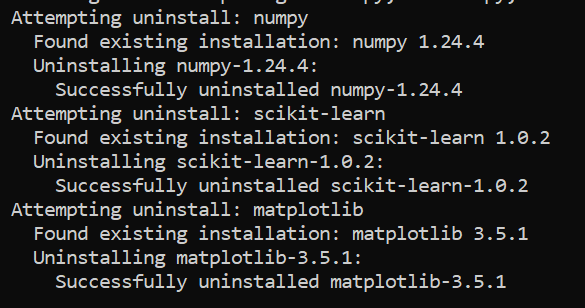 Attempting uninstall: numpy
Found existing installation: numpy 1.24.4
Uninstalling numpy-1.24.4:
Successfully uninstalled numpy-1.24.4
Attempting uninstall: scikit-learn
Found existing installation: scikit-learn 1.0.2
Uninstalling scikit-learn-1.0.2:
Successfully uninstalled scikit-learn-1.0.2
Attempting uninstall: matplotlib
Found existing installation: matplotlib 3.5.1
Uninstalling matplotlib-3.5.1:
Successfully uninstalled matplotlib-3.5.1